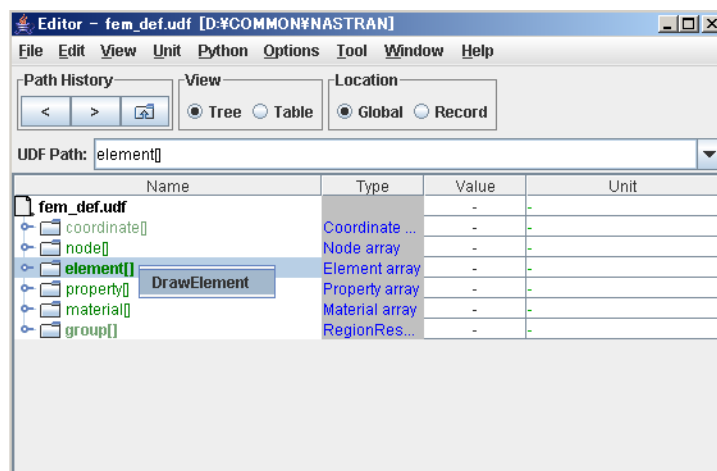 Editor - fem_def.udf [D:¥COMMON¥NASTRAN]
File Edit View Unit Python Options Tool Window Help
Path History View Location
< > Tree Table Global Record
UDF Path: element[]
Name Type Value Unit
fem_def.udf - -
coordinate[] Coordinate ... - -
node[] Node array - -
element[] Element array - -
DrawElement
property[] Property array - -
material[] Material array - -
group[] RegionRes... - -